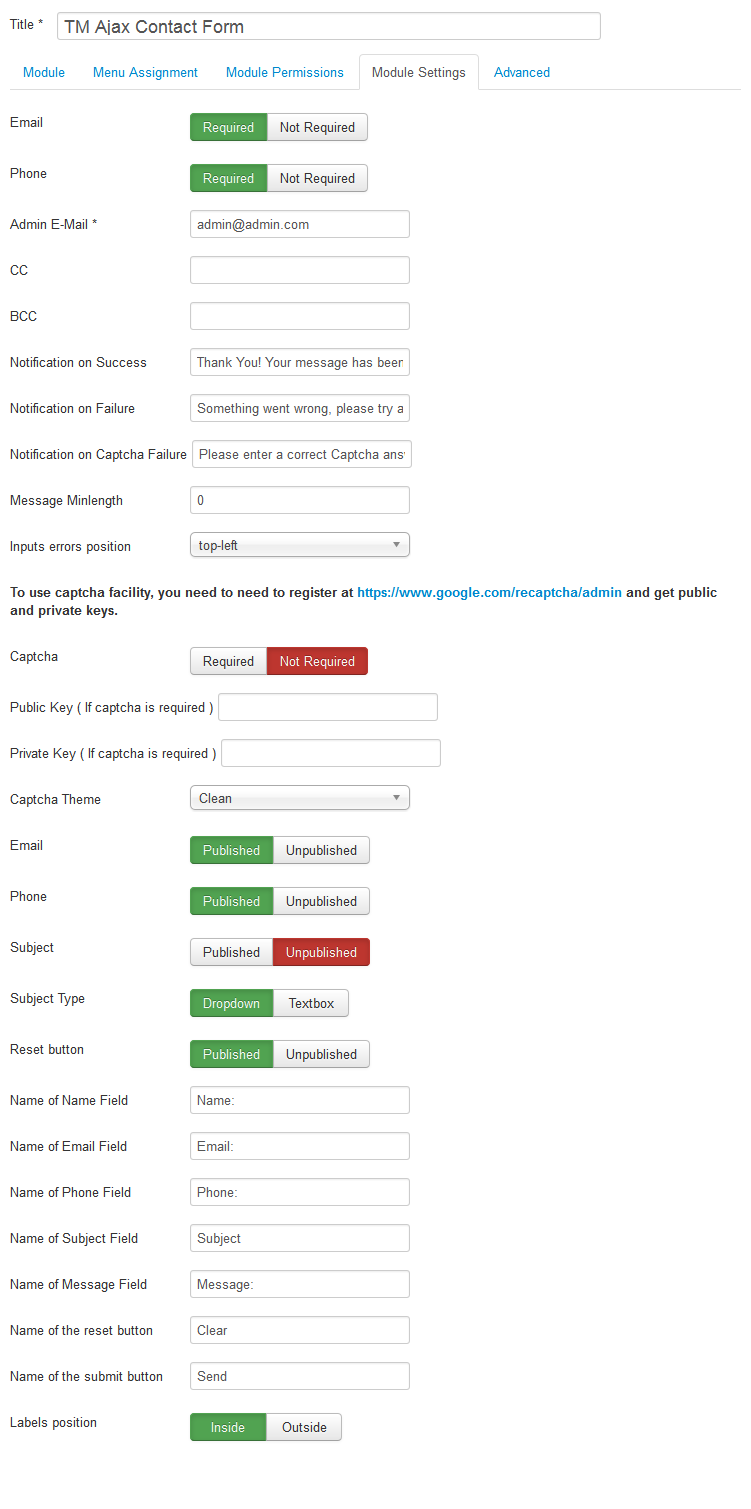 Title * TM Ajax Contact Form
Module Menu Assignment Module Permissions Module Settings Advanced
Email Required Not Required
Phone Required Not Required
Admin E-Mail * admin@admin.com
CC
BCC
Notification on Success Thank You! Your message has been
Notification on Failure Something went wrong, please try a
Notification on Captcha Failure Please enter a correct Captcha ans
Message Minlength 0
Inputs errors position top-left
To use captcha facility, you need to need to register at https://www.google.com/recaptcha/admin and get public
and private keys.
Captcha Required Not Required
Public Key ( If captcha is required )
Private Key ( If captcha is required )
Captcha Theme Clean
Email Published Unpublished
Phone Published Unpublished
Subject Published Unpublished
Subject Type Dropdown Textbox
Reset button Published Unpublished
Name of Name Field Name:
Name of Email Field Email:
Name of Phone Field Phone:
Name of Subject Field Subject
Name of Message Field Message:
Name of the reset button Clear
Name of the submit button Send
Labels position Inside Outside